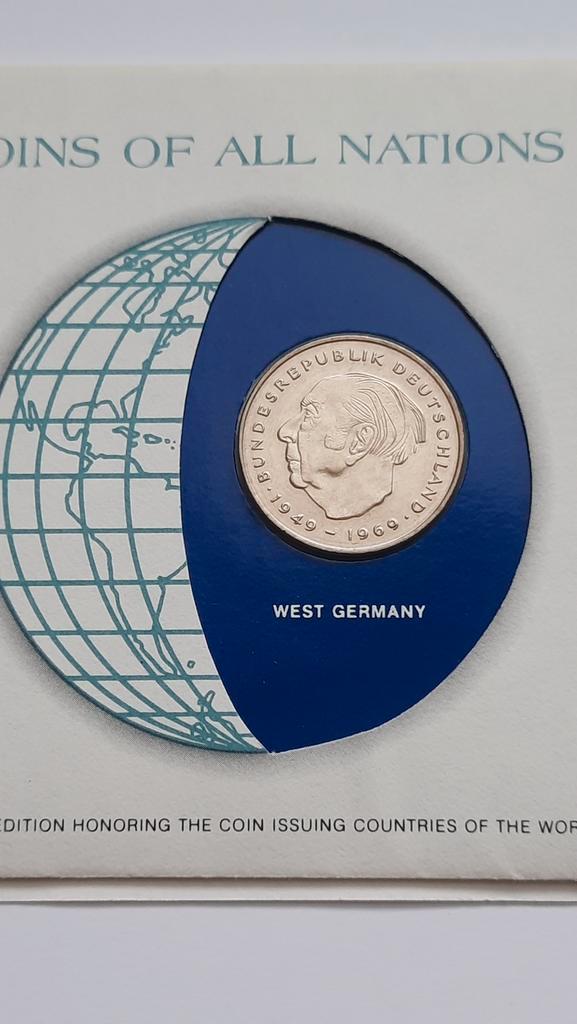 OINS OF ALL NATIONS
BUNDESREPUBLIK DEUTSCHLAND
· 1949 – 1969 ·
WEST GERMANY
EDITION HONORING THE COIN ISSUING COUNTRIES OF THE WOR